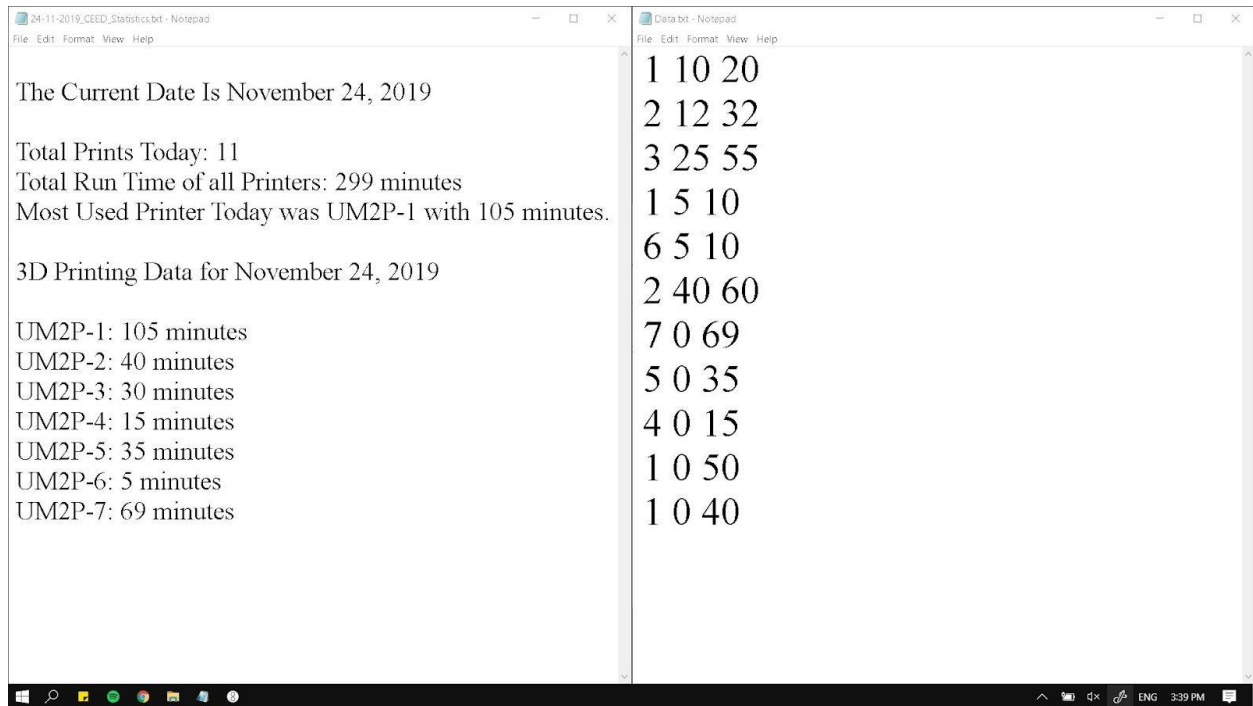 24-11-2019_CEED_Statistics.txt - Notepad
File Edit Format View Help
The Current Date Is November 24, 2019
Total Prints Today: 11
Total Run Time of all Printers: 299 minutes
Most Used Printer Today was UM2P-1 with 105 minutes.
3D Printing Data for November 24, 2019
UM2P-1: 105 minutes
UM2P-2: 40 minutes
UM2P-3: 30 minutes
UM2P-4: 15 minutes
UM2P-5: 35 minutes
UM2P-6: 5 minutes
UM2P-7: 69 minutes
Data.txt - Notepad
File Edit Format View Help
1 10 20
2 12 32
3 25 55
1 5 10
6 5 10
2 40 60
7 0 69
5 0 35
4 0 15
1 0 50
1 0 40
ENG 3:39 PM